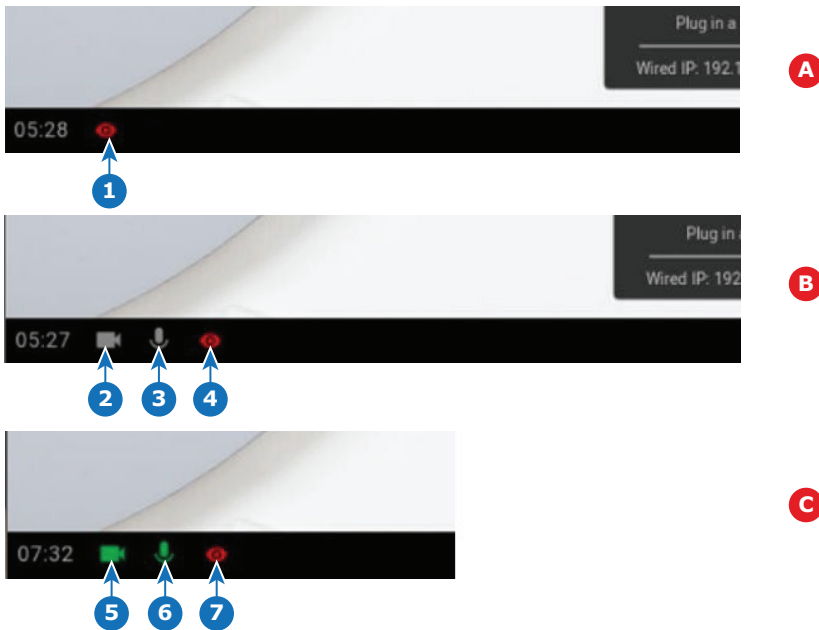 Plug in a
Wired IP: 192.1
A
05:28
1
Plug in
Wired IP: 192
B
05:27
2 3 4
C
07:32
5 6 7